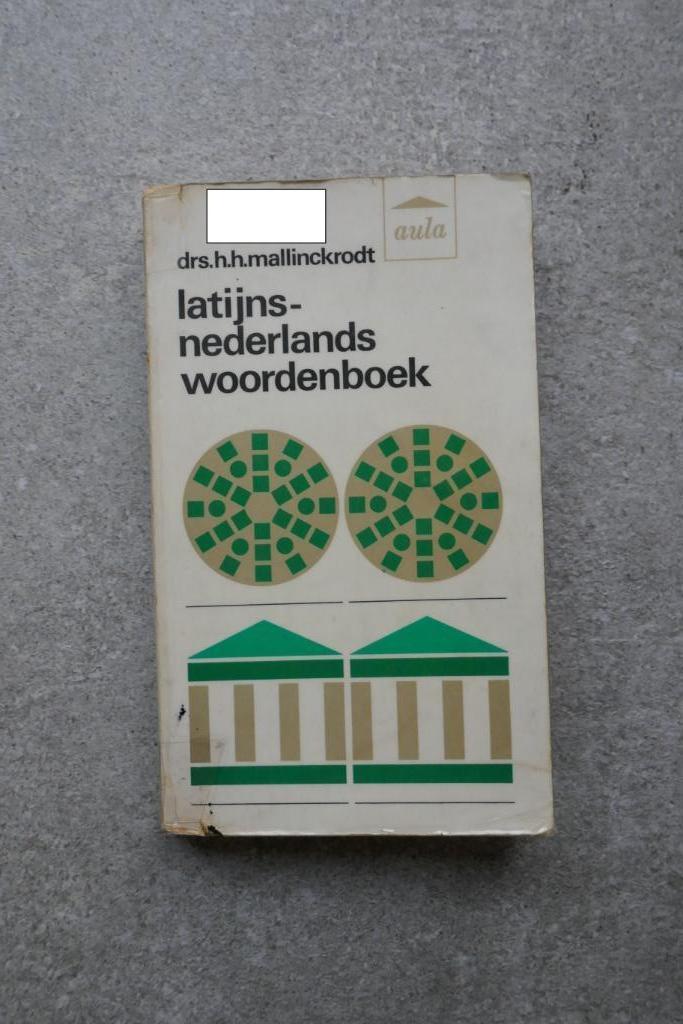 aula
drs.h.h.mallinckrodt
latijns-
nederlands
woordenboek